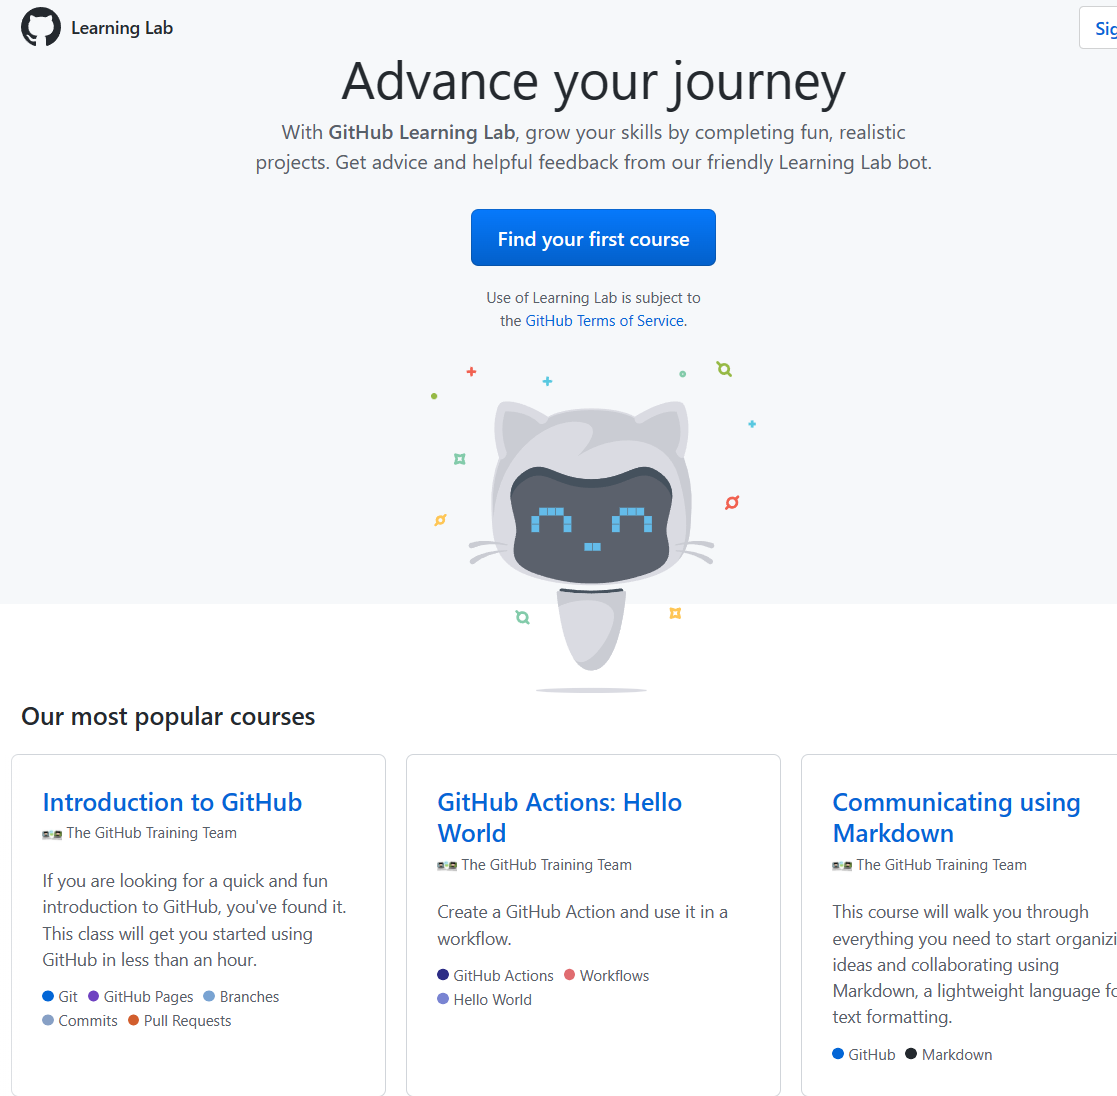 Learning Lab
Sig
Advance your journey
With GitHub Learning Lab, grow your skills by completing fun, realistic
projects. Get advice and helpful feedback from our friendly Learning Lab bot.
Find your first course
Use of Learning Lab is subject to
the GitHub Terms of Service.
Our most popular courses
Introduction to GitHub
The GitHub Training Team
If you are looking for a quick and fun
introduction to GitHub, you've found it.
This class will get you started using
GitHub in less than an hour.
Git GitHub Pages Branches
Commits Pull Requests
GitHub Actions: Hello
World
The GitHub Training Team
Create a GitHub Action and use it in a
workflow.
GitHub Actions Workflows
Hello World
Communicating using
Markdown
The GitHub Training Team
This course will walk you through
everything you need to start organizi
ideas and collaborating using
Markdown, a lightweight language fo
text formatting.
GitHub Markdown